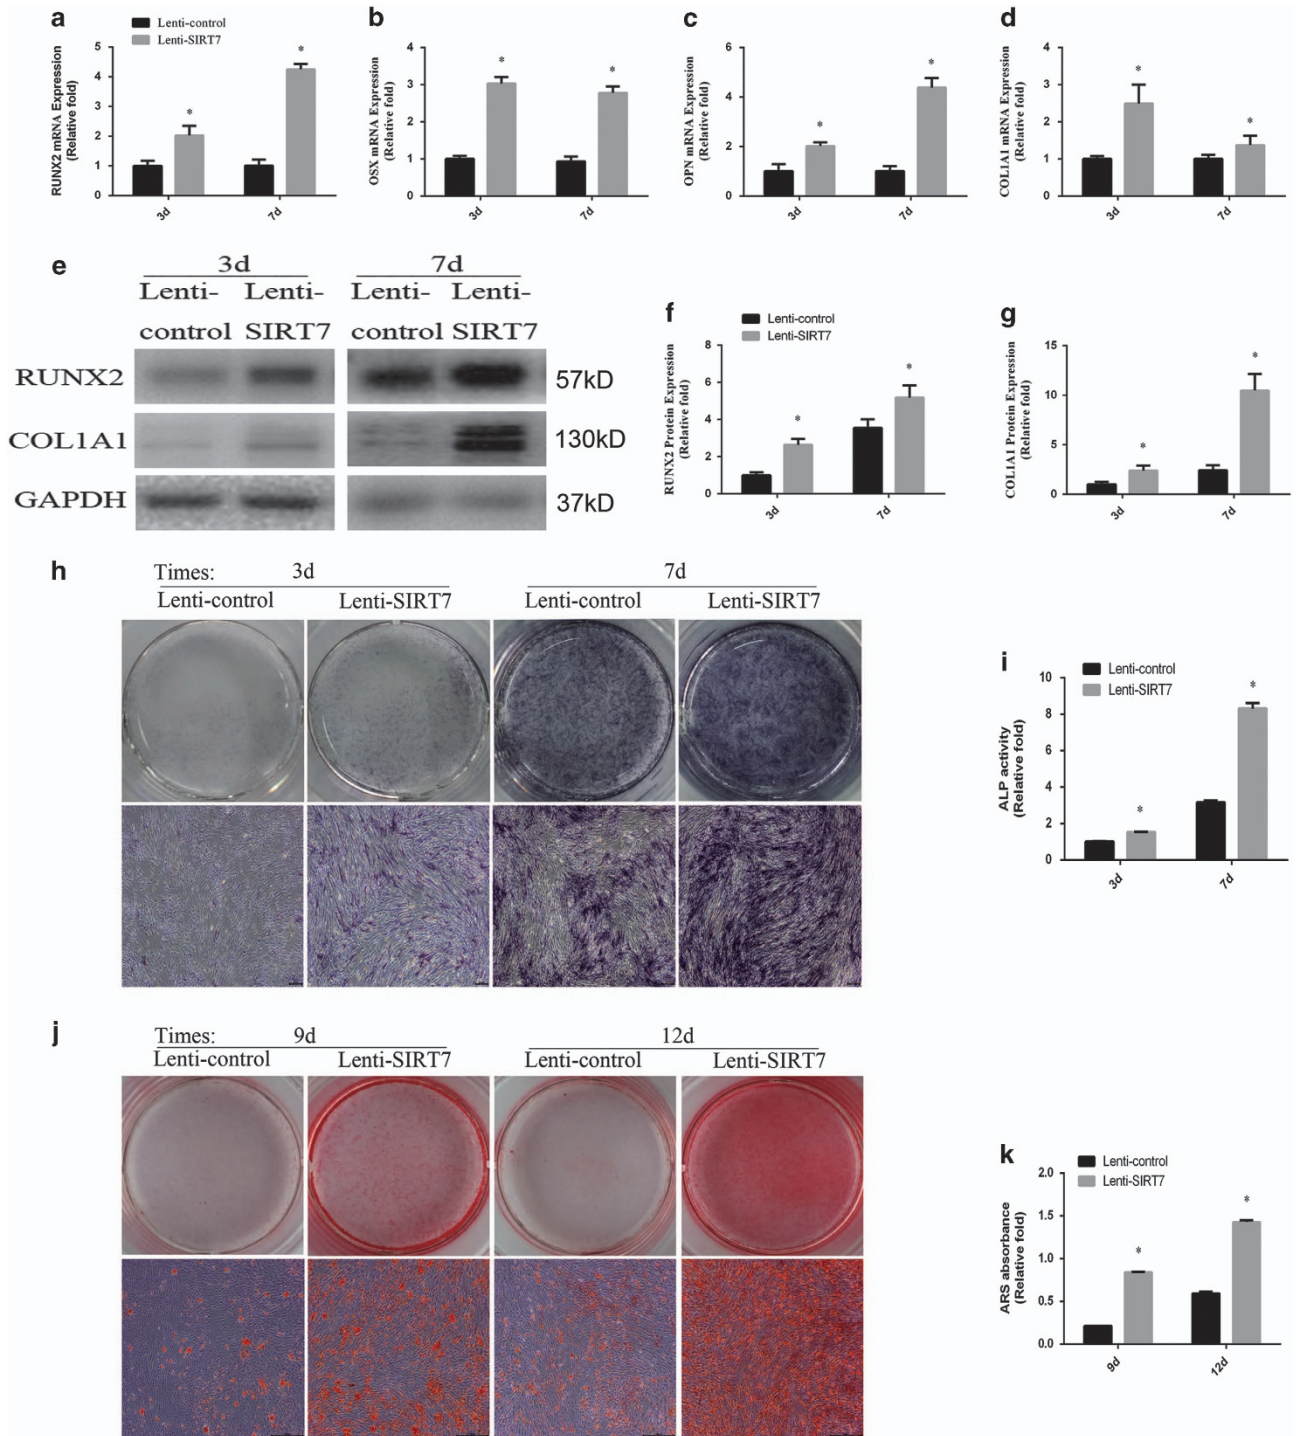 a
Lenti-control
Lenti-SIRT7
RUNX2 mRNA Expression
(Relative fold)
5
4
3
2
1
0
*
*
3d
7d
b
OSX mRNA Expression
(Relative fold)
4
3
2
1
0
*
*
3d
7d
c
OPN mRNA Expression
(Relative fold)
6
4
2
0
*
*
3d
7d
d
COL1A1 mRNA Expression
(Relative fold)
4
3
2
1
0
*
*
3d
7d
e
3d
7d
Lenti- Lenti- Lenti- Lenti-
control SIRT7 control SIRT7
RUNX2 57kD
COL1A1 130kD
GAPDH 37kD
f
Lenti-control
Lenti-SIRT7
RUNX2 Protein Expression
(Relative fold)
8
6
4
2
0
*
*
3d
7d
g
COL1A1 Protein Expression
(Relative fold)
15
10
5
0
*
*
3d
7d
h
Times: 3d 7d
Lenti-control Lenti-SIRT7 Lenti-control Lenti-SIRT7
i
Lenti-control
Lenti-SIRT7
ALP activity
(Relative fold)
10
8
6
4
2
0
*
*
3d
7d
j
Times: 9d 12d
Lenti-control Lenti-SIRT7 Lenti-control Lenti-SIRT7
k
Lenti-control
Lenti-SIRT7
ARS absorbance
(Relative fold)
2.0
1.5
1.0
0.5
0.0
*
*
9d
12d